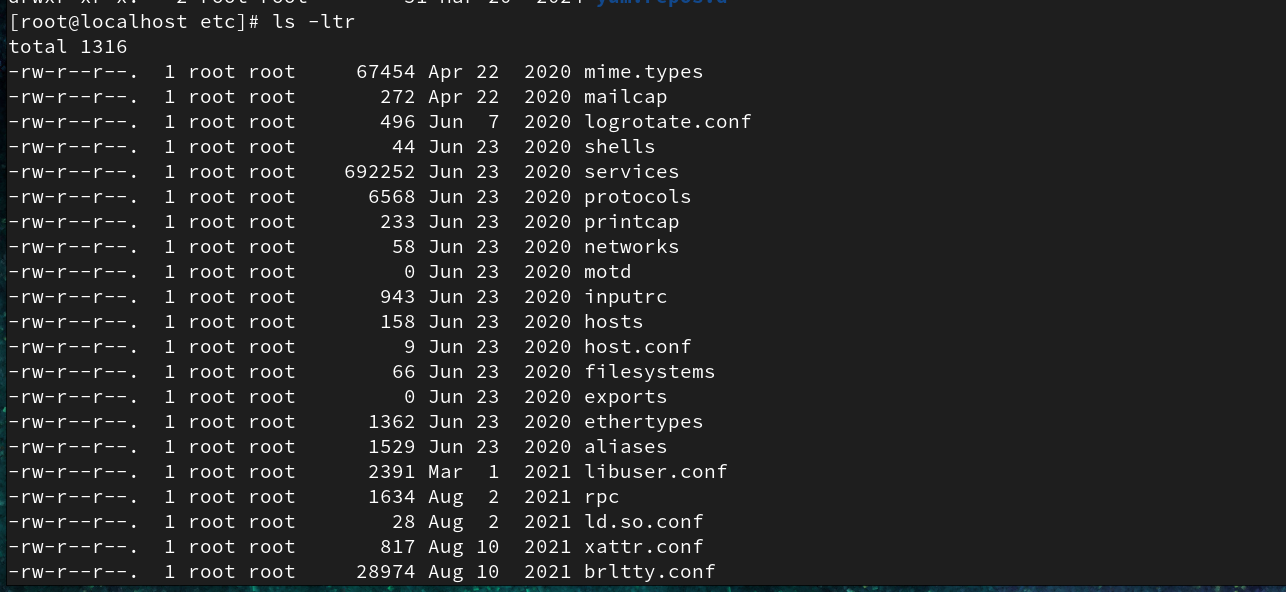 [root@localhost etc]# ls -ltr
total 1316
-rw-r--r--.  1 root root     67454 Apr 22  2020 mime.types
-rw-r--r--.  1 root root       272 Apr 22  2020 mailcap
-rw-r--r--.  1 root root       496 Jun  7  2020 logrotate.conf
-rw-r--r--.  1 root root        44 Jun 23  2020 shells
-rw-r--r--.  1 root root    692252 Jun 23  2020 services
-rw-r--r--.  1 root root      6568 Jun 23  2020 protocols
-rw-r--r--.  1 root root       233 Jun 23  2020 printcap
-rw-r--r--.  1 root root        58 Jun 23  2020 networks
-rw-r--r--.  1 root root         0 Jun 23  2020 motd
-rw-r--r--.  1 root root       943 Jun 23  2020 inputrc
-rw-r--r--.  1 root root       158 Jun 23  2020 hosts
-rw-r--r--.  1 root root         9 Jun 23  2020 host.conf
-rw-r--r--.  1 root root        66 Jun 23  2020 filesystems
-rw-r--r--.  1 root root         0 Jun 23  2020 exports
-rw-r--r--.  1 root root      1362 Jun 23  2020 ethertypes
-rw-r--r--.  1 root root      1529 Jun 23  2020 aliases
-rw-r--r--.  1 root root      2391 Mar  1  2021 libuser.conf
-rw-r--r--.  1 root root      1634 Aug  2  2021 rpc
-rw-r--r--.  1 root root        28 Aug  2  2021 ld.so.conf
-rw-r--r--.  1 root root       817 Aug 10  2021 xattr.conf
-rw-r--r--.  1 root root     28974 Aug 10  2021 brltty.conf